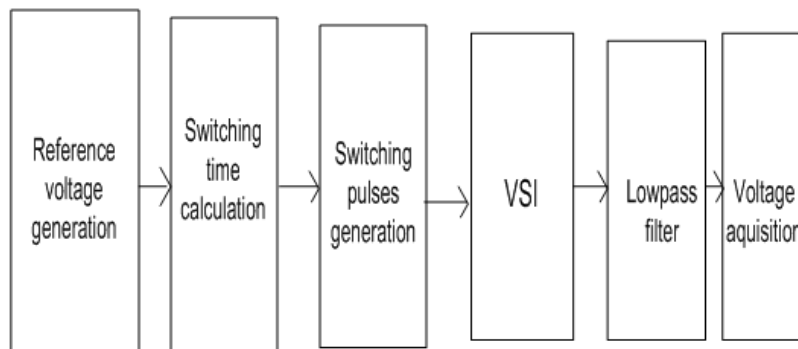 Reference
voltage
generation
Switching
time
calculation
Switching
pulses
generation
VSI
Lowpass
filter
Voltage
aquisition